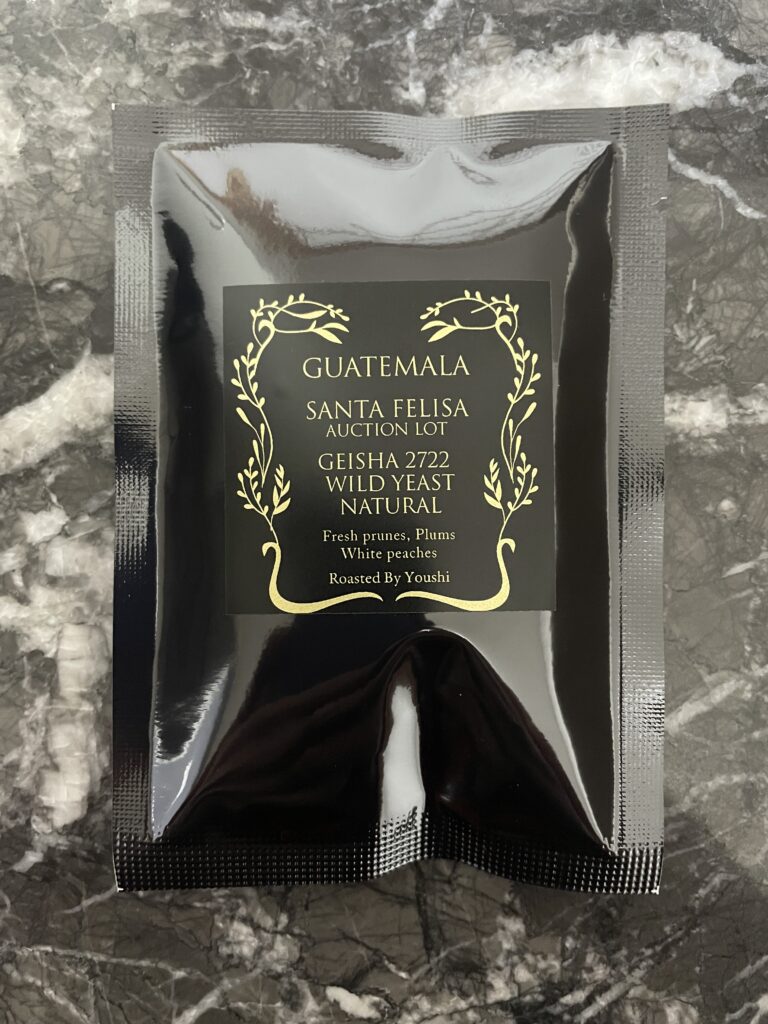 GUATEMALA
SANTA FELISA
AUCTION LOT
GEISHA 2722
WILD YEAST
NATURAL
Fresh prunes, Plums
White peaches
Roasted By Youshi